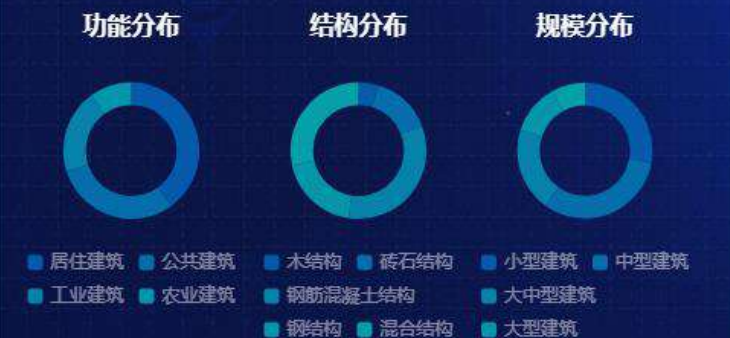 功能分布 结构分布 规模分布
居住建筑 公共建筑 木结构 砖石结构 小型建筑 中型建筑
工业建筑 农业建筑 钢筋混凝土结构 大中型建筑
钢结构 混合结构 大型建筑